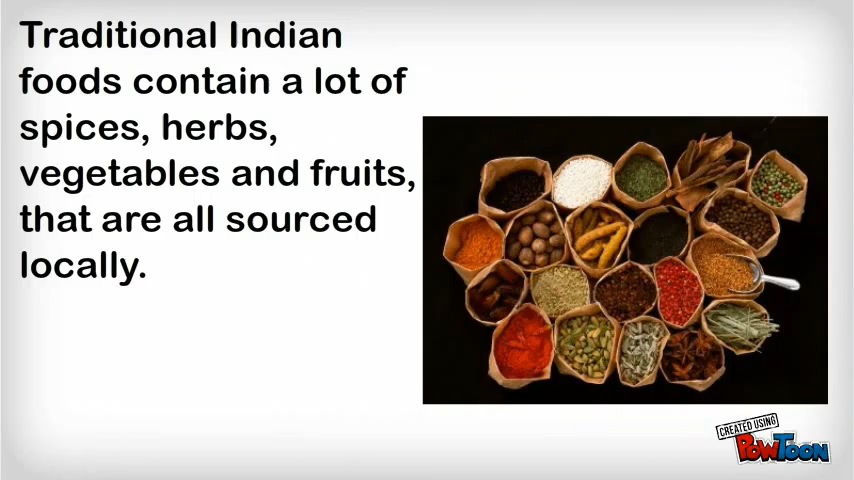 Traditional Indian
foods contain a lot of
spices, herbs,
vegetables and fruits,
that are all sourced
locally.
CREATED USING
POWTOON